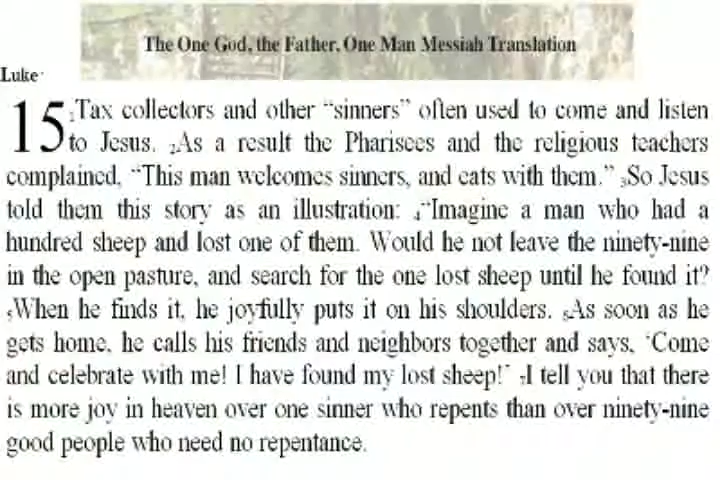 The One God, the Father, One Man Messiah Translation
Luke
15 1Tax collectors and other “sinners” often used to come and listen
to Jesus. 2As a result the Pharisees and the religious teachers
complained, “This man welcomes sinners, and eats with them.” 3So Jesus
told them this story as an illustration: 4“Imagine a man who had a
hundred sheep and lost one of them. Would he not leave the ninety-nine
in the open pasture, and search for the one lost sheep until he found it?
5When he finds it, he joyfully puts it on his shoulders. 6As soon as he
gets home, he calls his friends and neighbors together and says, ‘Come
and celebrate with me! I have found my lost sheep!’ 7I tell you that there
is more joy in heaven over one sinner who repents than over ninety-nine
good people who need no repentance.